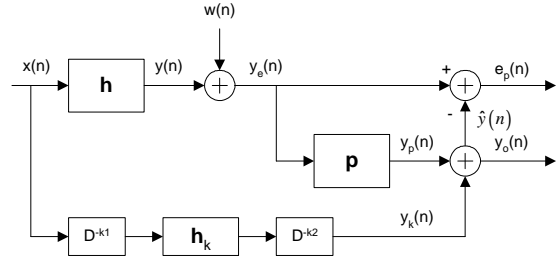 w(n)
x(n)
h
y(n)
+
y_e(n)
+
+
e_p(n)
-
ŷ(n)
p
y_p(n)
+
y_o(n)
D^-k1
h_k
D^-k2
y_k(n)